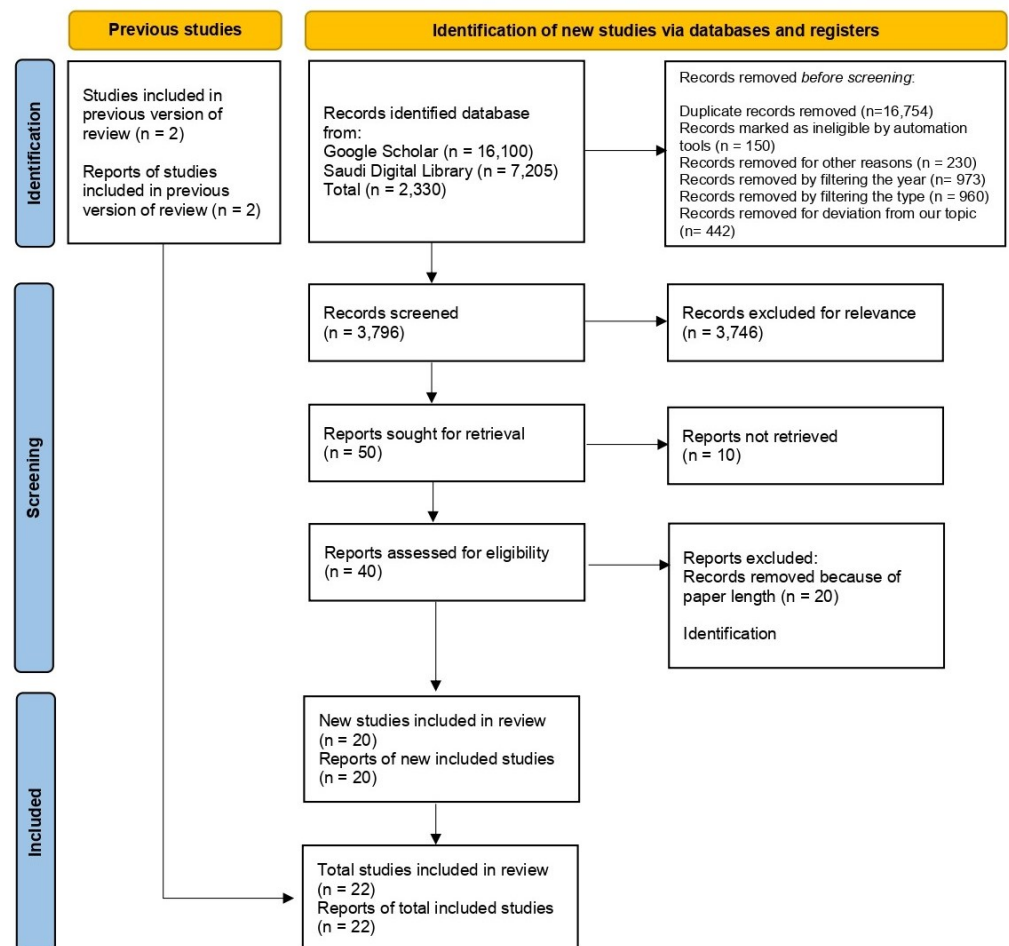 Previous studies
Identification of new studies via databases and registers
Identification
Studies included in
previous version of
review (n = 2)
Reports of studies
included in previous
version of review (n = 2)
Records identified database
from:
Google Scholar (n = 16,100)
Saudi Digital Library (n = 7,205)
Total (n = 2,330)
Records removed before screening:
Duplicate records removed (n=16,754)
Records marked as ineligible by automation
tools (n = 150)
Records removed for other reasons (n = 230)
Records removed by filtering the year (n= 973)
Records removed by filtering the type (n = 960)
Records removed for deviation from our topic
(n= 442)
Screening
Records screened
(n = 3,796)
Records excluded for relevance
(n = 3,746)
Reports sought for retrieval
(n = 50)
Reports not retrieved
(n = 10)
Reports assessed for eligibility
(n = 40)
Reports excluded:
Records removed because of
paper length (n = 20)
Identification
Included
New studies included in review
(n = 20)
Reports of new included studies
(n = 20)
Total studies included in review
(n = 22)
Reports of total included studies
(n = 22)